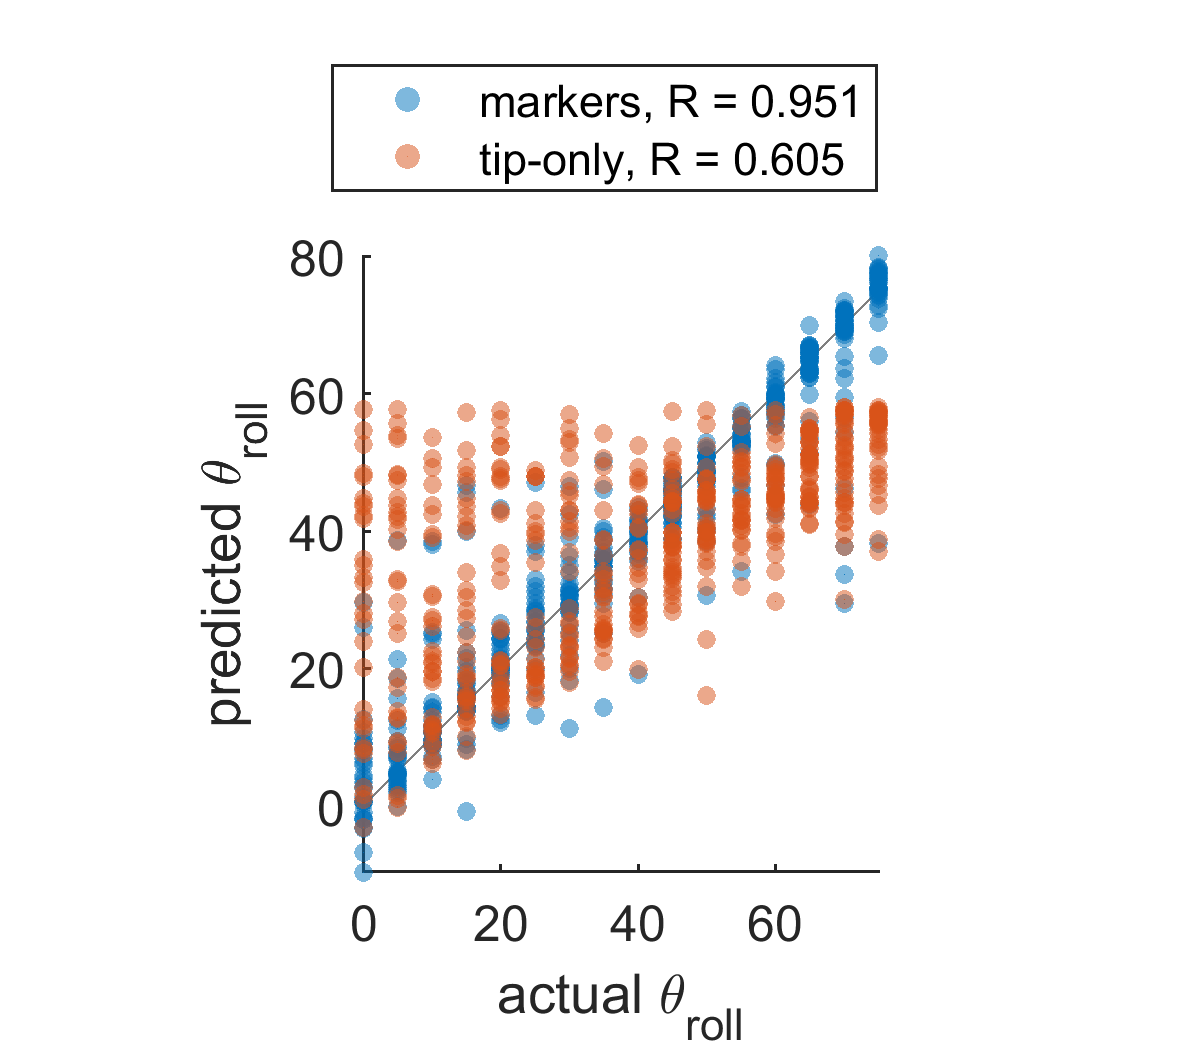 markers, R = 0.951
tip-only, R = 0.605
80
60
40
20
0
predicted θroll
0 20 40 60
actual θroll